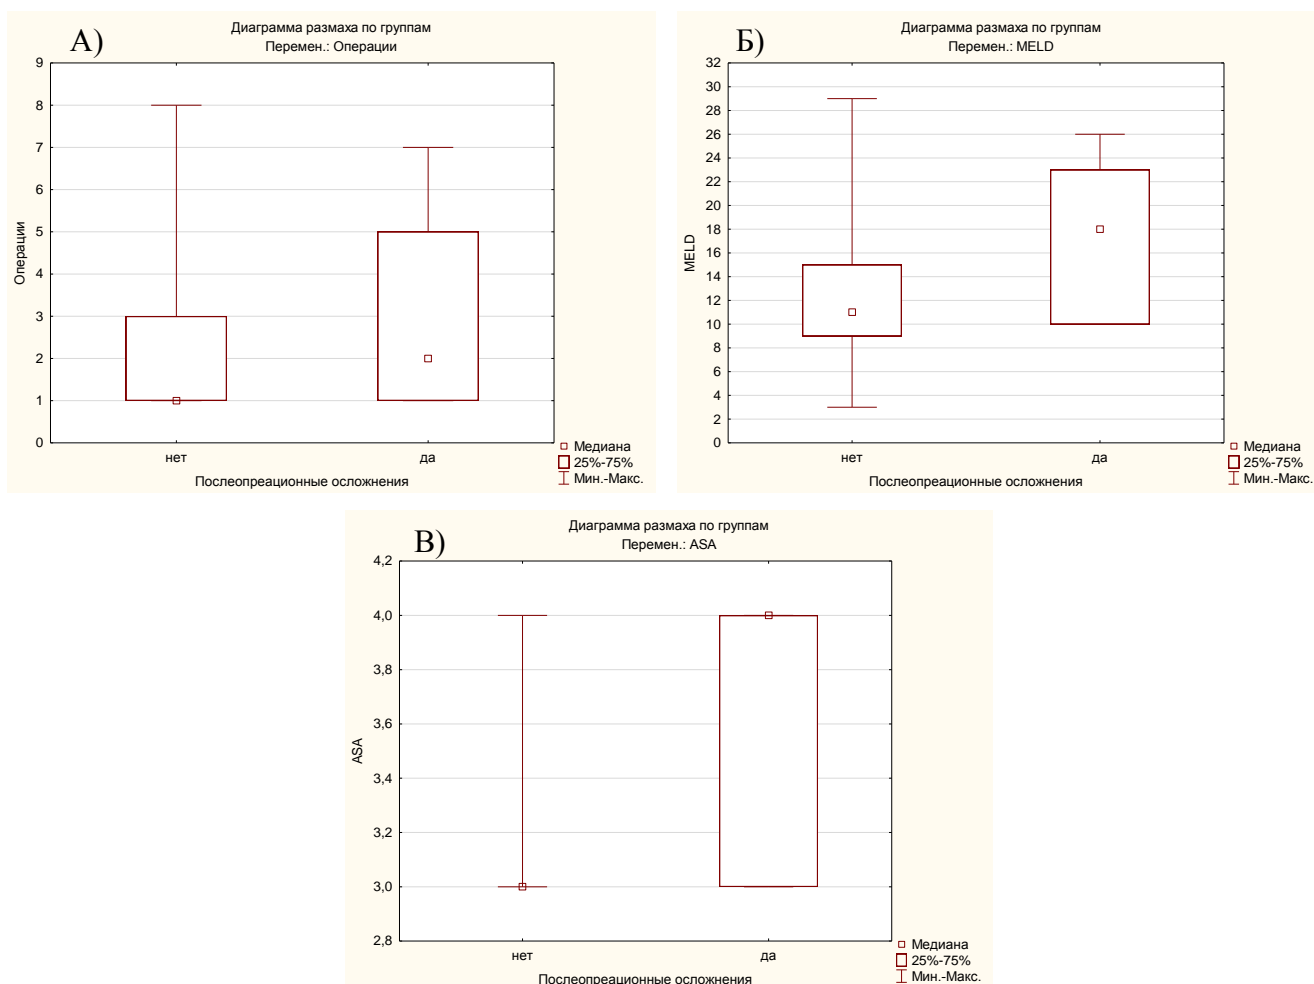 А)
Диаграмма размаха по группам
Перемен.: Операции
9
8
7
6
5
4
3
2
1
0
Операции
нет
да
Послеопреационные осложнения
Медиана
25%-75%
Мин.-Макс.
Б)
Диаграмма размаха по группам
Перемен.: MELD
32
30
28
26
24
22
20
18
16
14
12
10
8
6
4
2
0
MELD
нет
да
Послеопреационные осложнения
Медиана
25%-75%
Мин.-Макс.
В)
Диаграмма размаха по группам
Перемен.: ASA
4,2
4,0
3,8
3,6
3,4
3,2
3,0
2,8
ASA
нет
да
Послеопреационные осложнения
Медиана
25%-75%
Мин.-Макс.